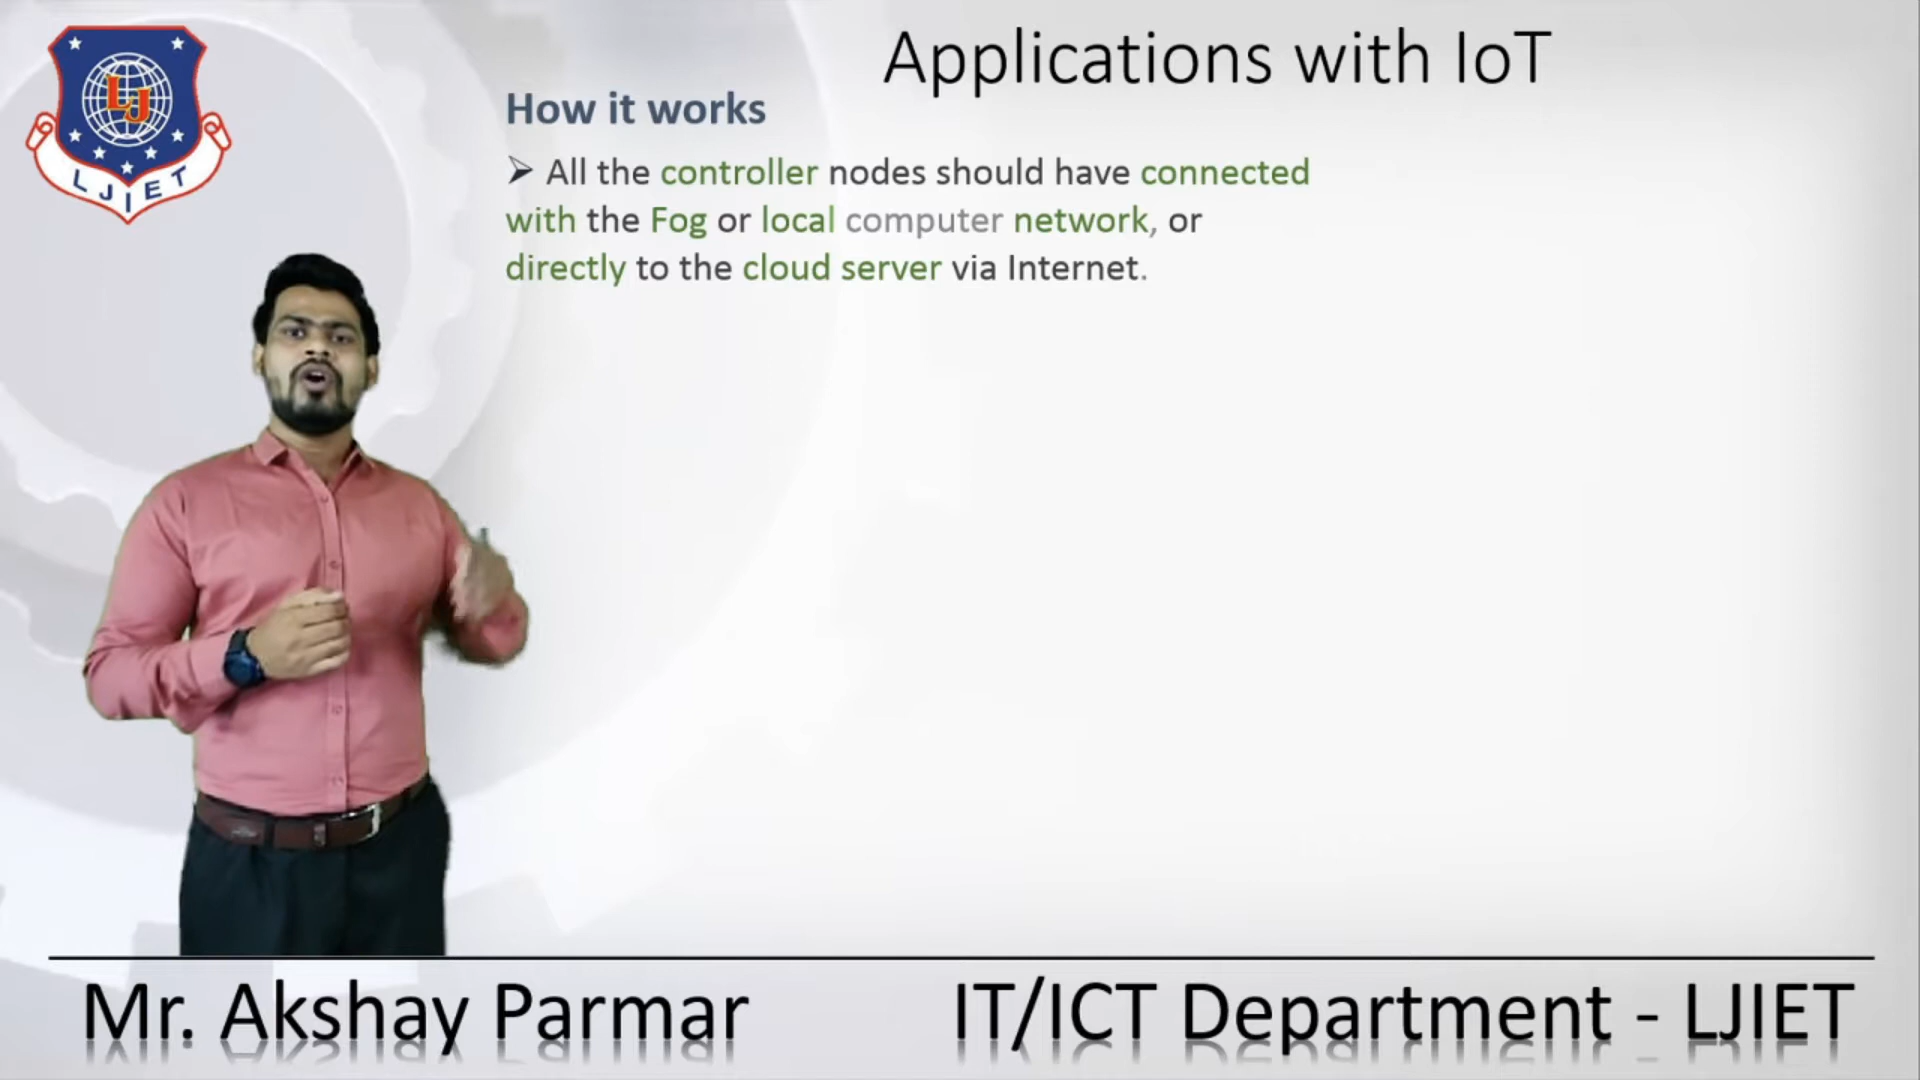 Applications with IoT
How it works
➢ All the controller nodes should have connected
with the Fog or local computer network, or
directly to the cloud server via Internet.
LJ
LJIET
Mr. Akshay Parmar
IT/ICT Department - LJIET